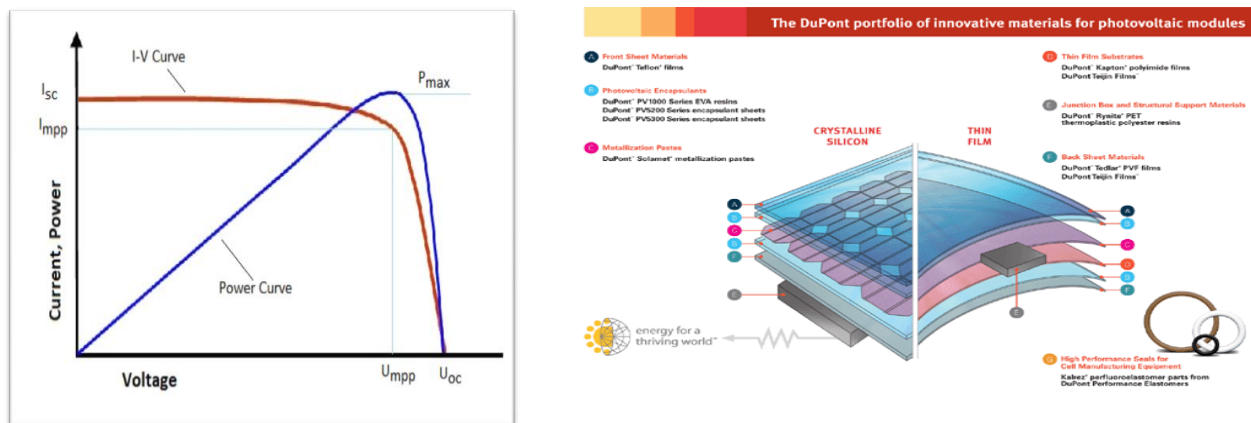 I-V Curve
Isc
Pmax
Impp
Current, Power
Power Curve
Voltage
Umpp
Uoc
The DuPont portfolio of innovative materials for photovoltaic modules
A Front Sheet Materials
DuPont™ Teflon® films
B Photovoltaic Encapsulants
DuPont™ PV1000 Series EVA resins
DuPont™ PV5200 Series encapsulant sheets
DuPont™ PV5300 Series encapsulant sheets
C Metallization Pastes
DuPont™ Solamet® metallization pastes
D Thin Film Substrates
DuPont™ Kapton® polyimide films
DuPont Teijin Films™
E Junction Box and Structural Support Materials
DuPont™ Rynite® PET
thermoplastic polyester resins
F Back Sheet Materials
DuPont™ Tedlar® PVF films
DuPont Teijin Films™
CRYSTALLINE
SILICON
THIN
FILM
A
B
C
B
F
E
A
B
C
D
B
F
E
energy for a
thriving world™
G High Performance Seals for
Cell Manufacturing Equipment
Kalrez® perfluoroelastomer parts from
DuPont Performance Elastomers